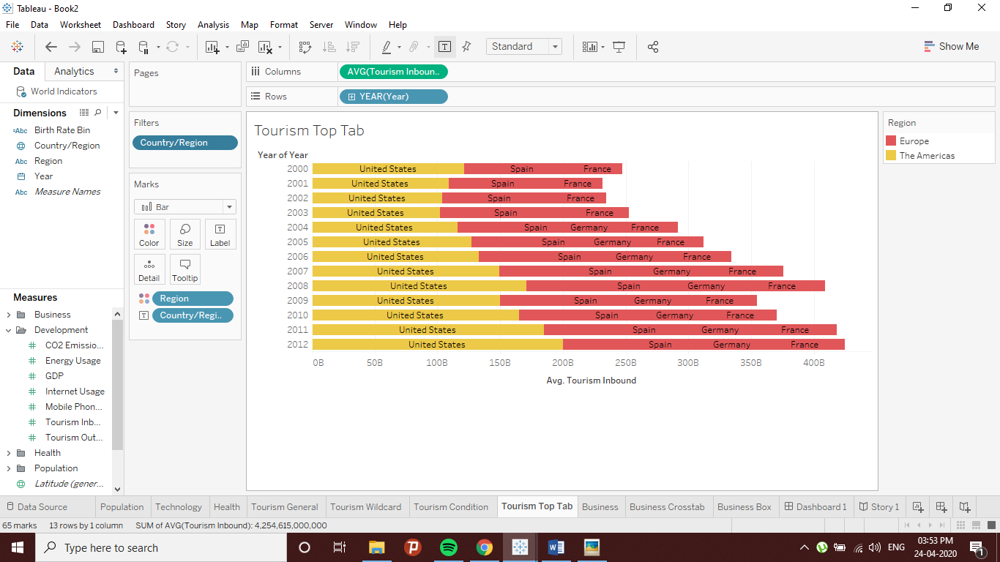 Tableau - Book2
File Data Worksheet Dashboard Story Analysis Map Format Server Window Help
Standard
Show Me
Data Analytics
World Indicators
Dimensions
=Abc Birth Rate Bin
Country/Region
Abc Region
Year
Abc Measure Names
Measures
Business
Development
CO2 Emissio...
Energy Usage
GDP
Internet Usage
Mobile Phon...
Tourism Inb...
Tourism Out...
Health
Population
Latitude (gener...
Pages
Filters
Country/Region
Marks
Bar
Color Size Label
Detail Tooltip
Region
Country/Regi..
Columns AVG(Tourism Inboun..
Rows YEAR(Year)
Tourism Top Tab
Year of Year
2000 United States Spain France
2001 United States Spain France
2002 United States Spain France
2003 United States Spain France
2004 United States Spain Germany France
2005 United States Spain Germany France
2006 United States Spain Germany France
2007 United States Spain Germany France
2008 United States Spain Germany France
2009 United States Spain Germany France
2010 United States Spain Germany France
2011 United States Spain Germany France
2012 United States Spain Germany France
0B 50B 100B 150B 200B 250B 300B 350B 400B
Avg. Tourism Inbound
Region
Europe
The Americas
Data Source Population Technology Health Tourism General Tourism Wildcard Tourism Condition Tourism Top Tab Business Business Crosstab Business Box Dashboard 1 Story 1
65 marks 13 rows by 1 column SUM of AVG(Tourism Inbound): 4,254,615,000,000
Type here to search
ENG
03:53 PM
24-04-2020
1